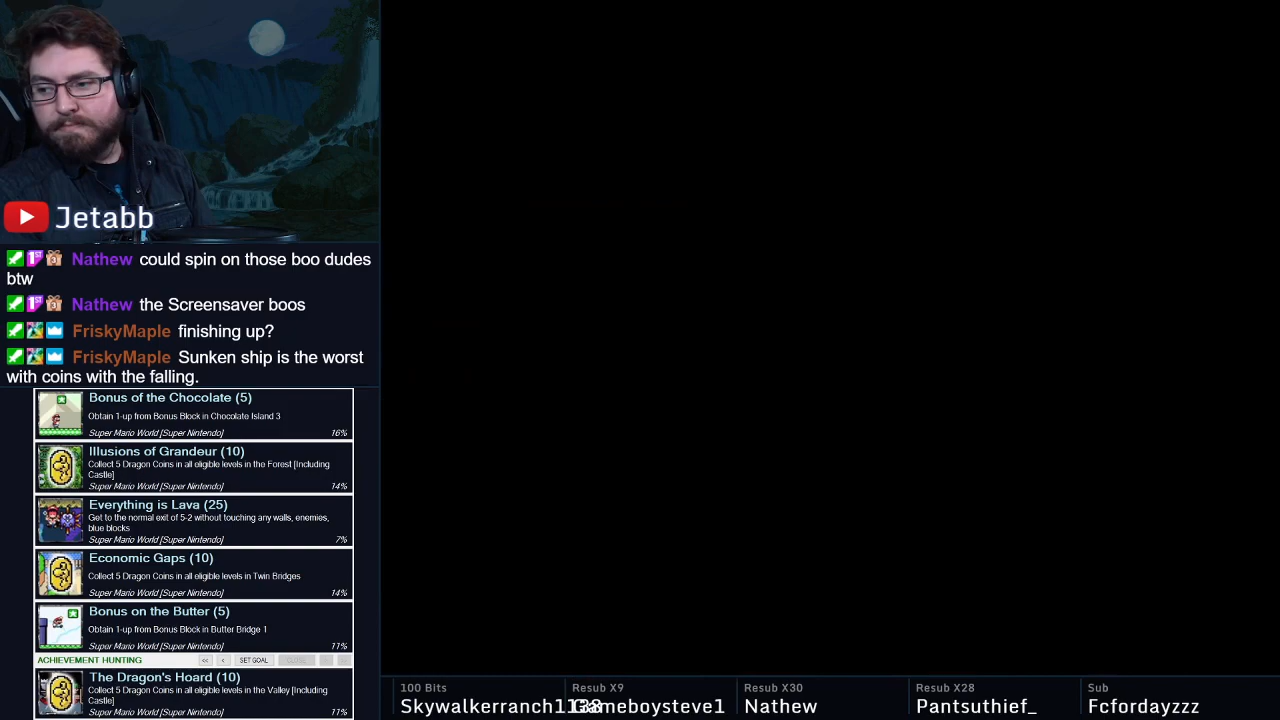 Jetabb
Nathew could spin on those boo dudes
btw
Nathew the Screensaver boos
FriskyMaple finishing up?
FriskyMaple Sunken ship is the worst
with coins with the falling.
Bonus of the Chocolate (5)
Obtain 1-up from Bonus Block in Chocolate Island 3
Super Mario World [Super Nintendo] 16%
Illusions of Grandeur (10)
Collect 5 Dragon Coins in all eligible levels in the Forest [Including
Castle]
Super Mario World [Super Nintendo] 14%
Everything is Lava (25)
Get to the normal exit of 5-2 without touching any walls, enemies,
blue blocks
Super Mario World [Super Nintendo] 7%
Economic Gaps (10)
Collect 5 Dragon Coins in all eligible levels in Twin Bridges
Super Mario World [Super Nintendo] 14%
Bonus on the Butter (5)
Obtain 1-up from Bonus Block in Butter Bridge 1
Super Mario World [Super Nintendo] 11%
ACHIEVEMENT HUNTING << < SET GOAL
The Dragon's Hoard (10)
Collect 5 Dragon Coins in all eligible levels in the Valley [Including
Castle]
Super Mario World [Super Nintendo] 11%
100 Bits
Skywalkerranch1138
Resub X9
Gameboysteve1
Resub X30
Nathew
Resub X28
Pantsuthief_
Sub
Fcfordayzzz